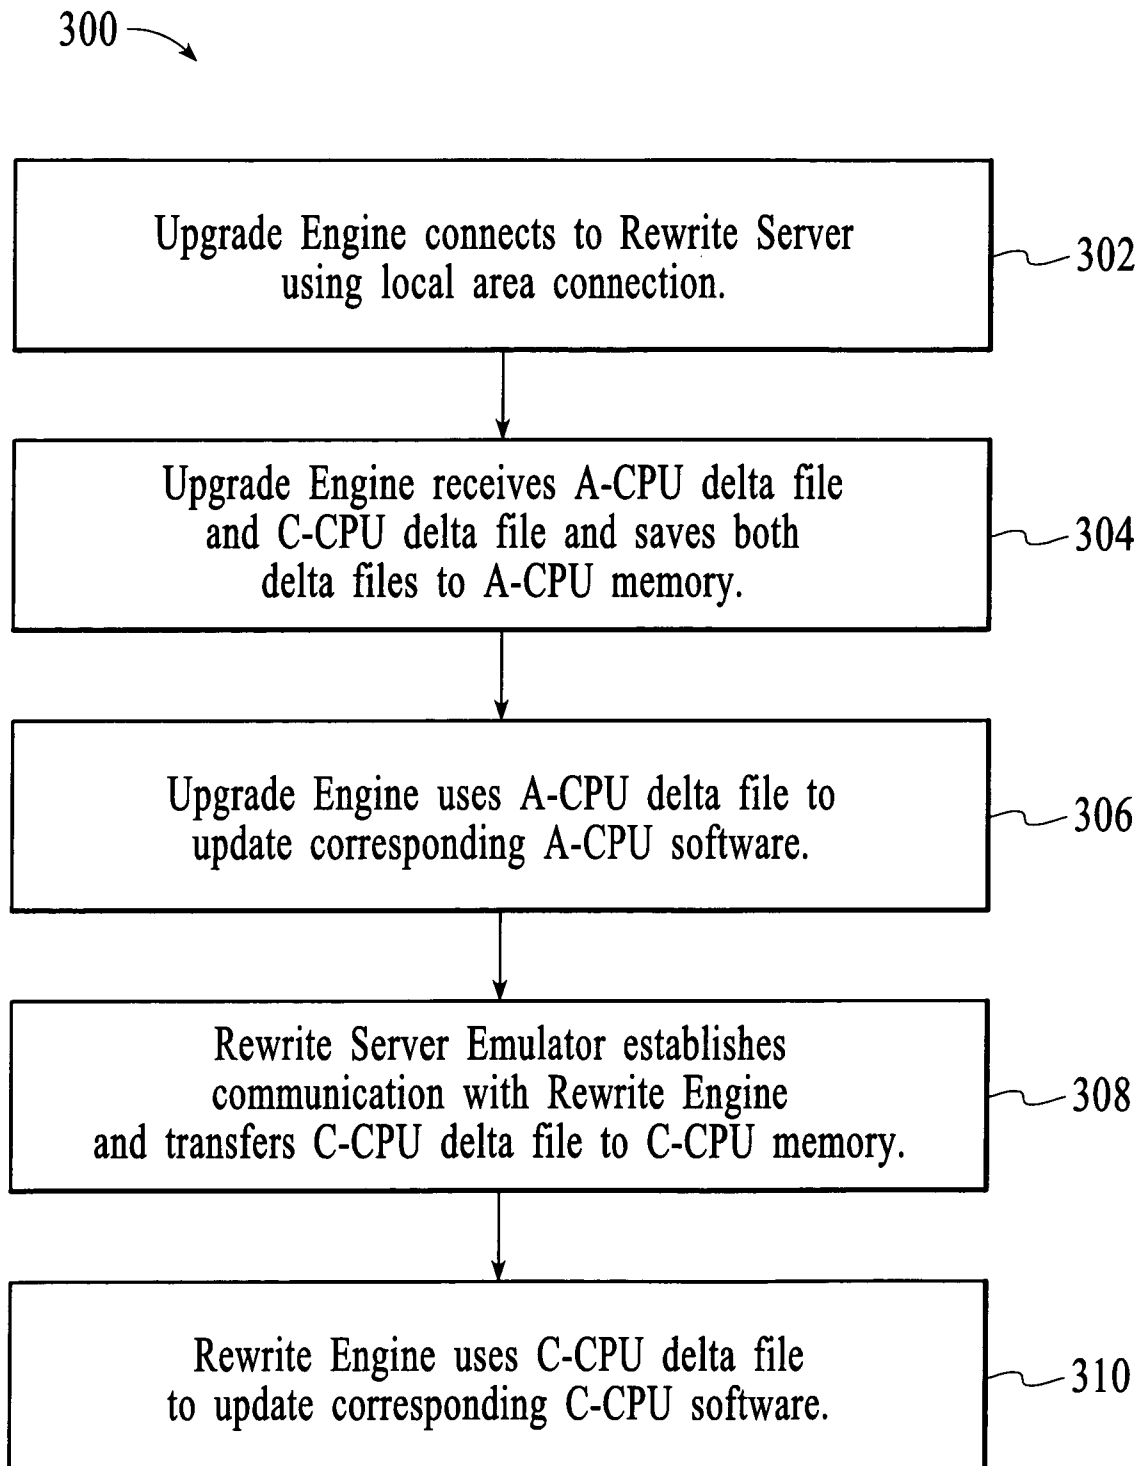 300
Upgrade Engine connects to Rewrite Server
using local area connection.
302
Upgrade Engine receives A-CPU delta file
and C-CPU delta file and saves both
delta files to A-CPU memory.
304
Upgrade Engine uses A-CPU delta file to
update corresponding A-CPU software.
306
Rewrite Server Emulator establishes
communication with Rewrite Engine
and transfers C-CPU delta file to C-CPU memory.
308
Rewrite Engine uses C-CPU delta file
to update corresponding C-CPU software.
310